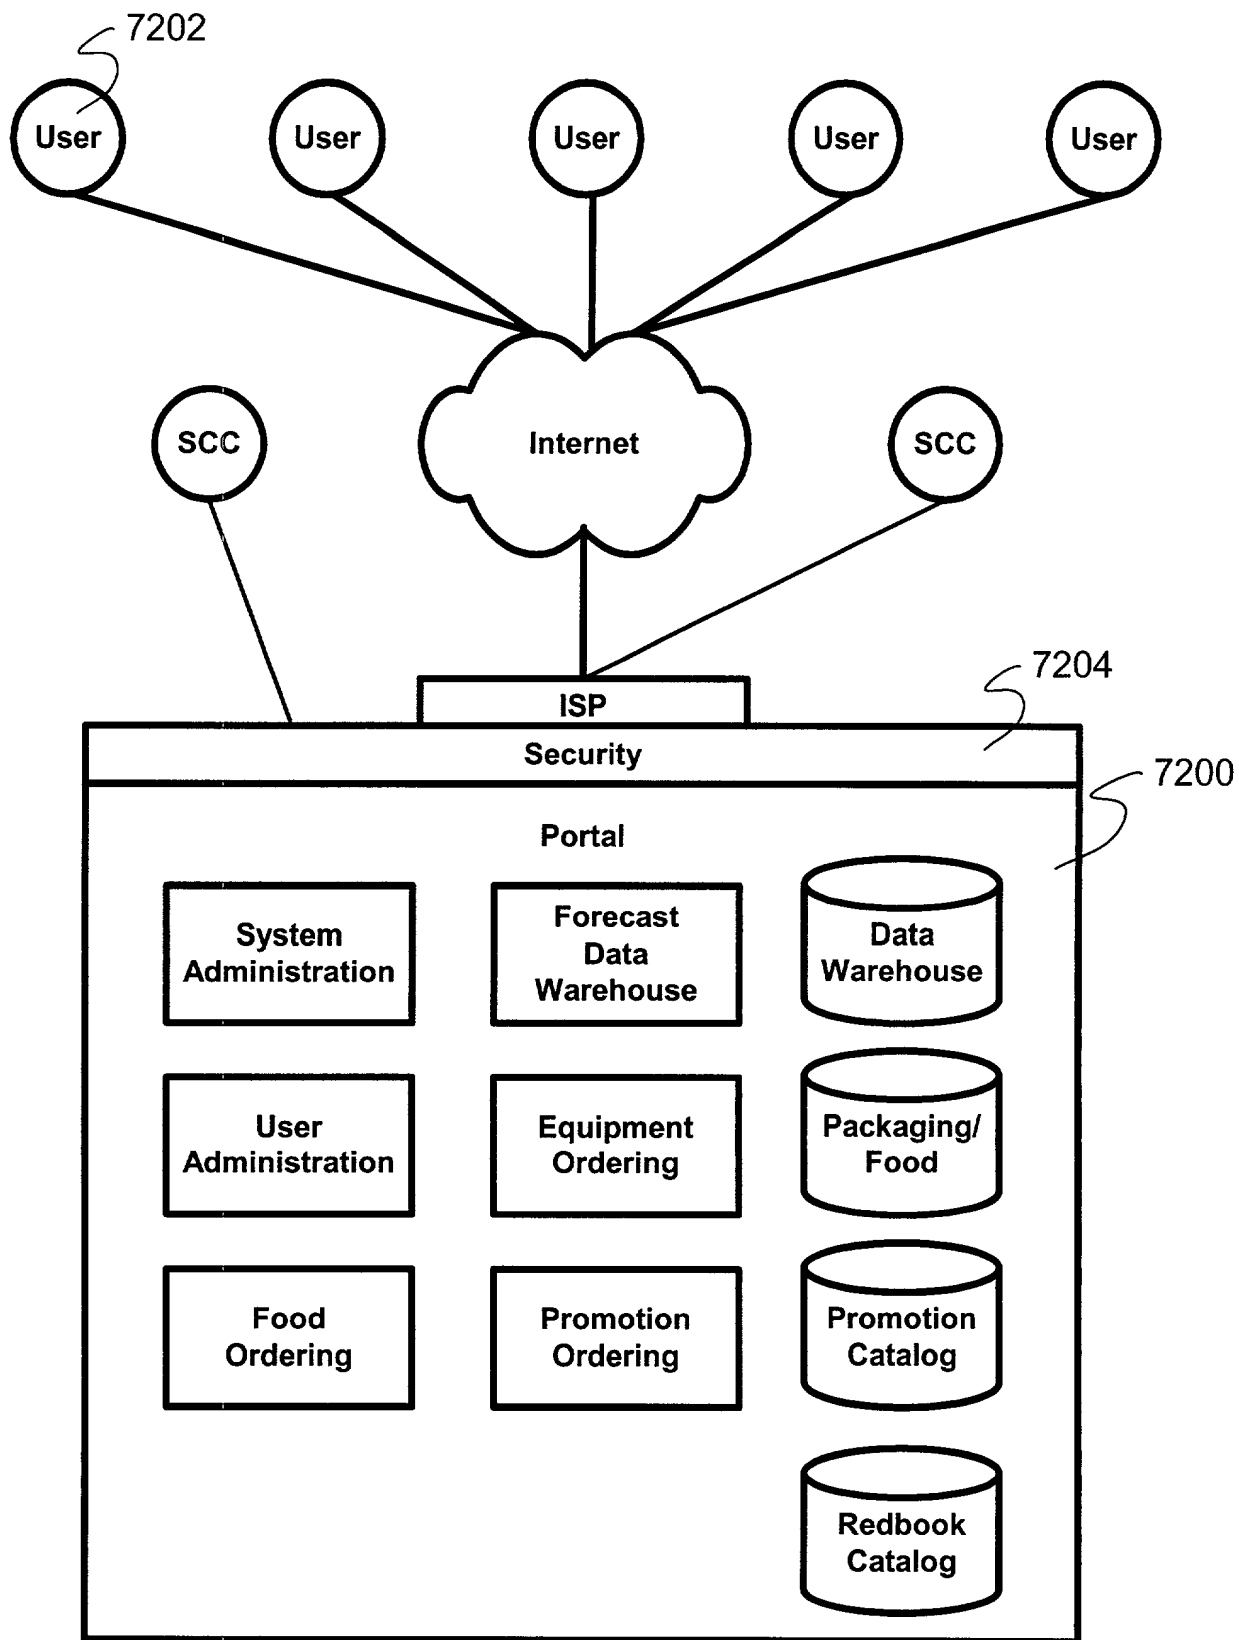 7202
User
User
User
User
User
SCC
Internet
SCC
ISP
7204
Security
7200
Portal
System
Administration
Forecast
Data
Warehouse
Data
Warehouse
User
Administration
Equipment
Ordering
Packaging/
Food
Food
Ordering
Promotion
Ordering
Promotion
Catalog
Redbook
Catalog